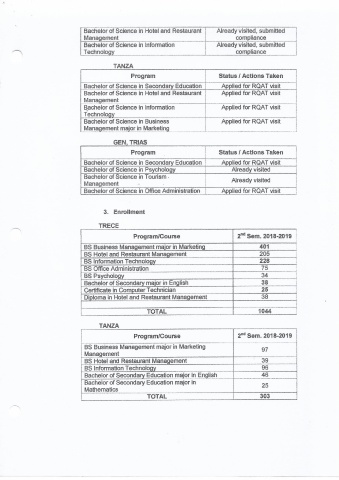 Bachelor of Science in Hotel and Restaurant Management
Already visited, submitted compliance
Bachelor of Science in Information Technology
Already visited, submitted compliance
TANZA
Program Status / Actions Taken
Bachelor of Science in Secondary Education Applied for RQAT visit
Bachelor of Science in Hotel and Restaurant Management Applied for RQAT visit
Bachelor of Science in Information Technology Applied for RQAT visit
Bachelor of Science in Business Management major in Marketing Applied for RQAT visit
GEN. TRIAS
Program Status / Actions Taken
Bachelor of Science in Secondary Education Applied for RQAT visit
Bachelor of Science in Psychology Already visited
Bachelor of Science in Tourism Management Already visited
Bachelor of Science in Office Administration Applied for RQAT visit
3. Enrollment
TRECE
Program/Course 2nd Sem. 2018-2019
BS Business Management major in Marketing 401
BS Hotel and Restaurant Management 205
BS Information Technology 228
BS Office Administration 75
BS Psychology 34
Bachelor of Secondary major in English
Certificate in Computer Technician
Diploma in Hotel and Restaurant Management 38
TOTAL 1044
TANZA
Program/Course 2nd Sem. 2018-2019
BS Business Management major in Marketing Management 97
BS Hotel and Restaurant Management 39
BS Information Technology
Bachelor of Secondary Education major in English
Bachelor of Secondary Education major in Mathematics 25
TOTAL 303